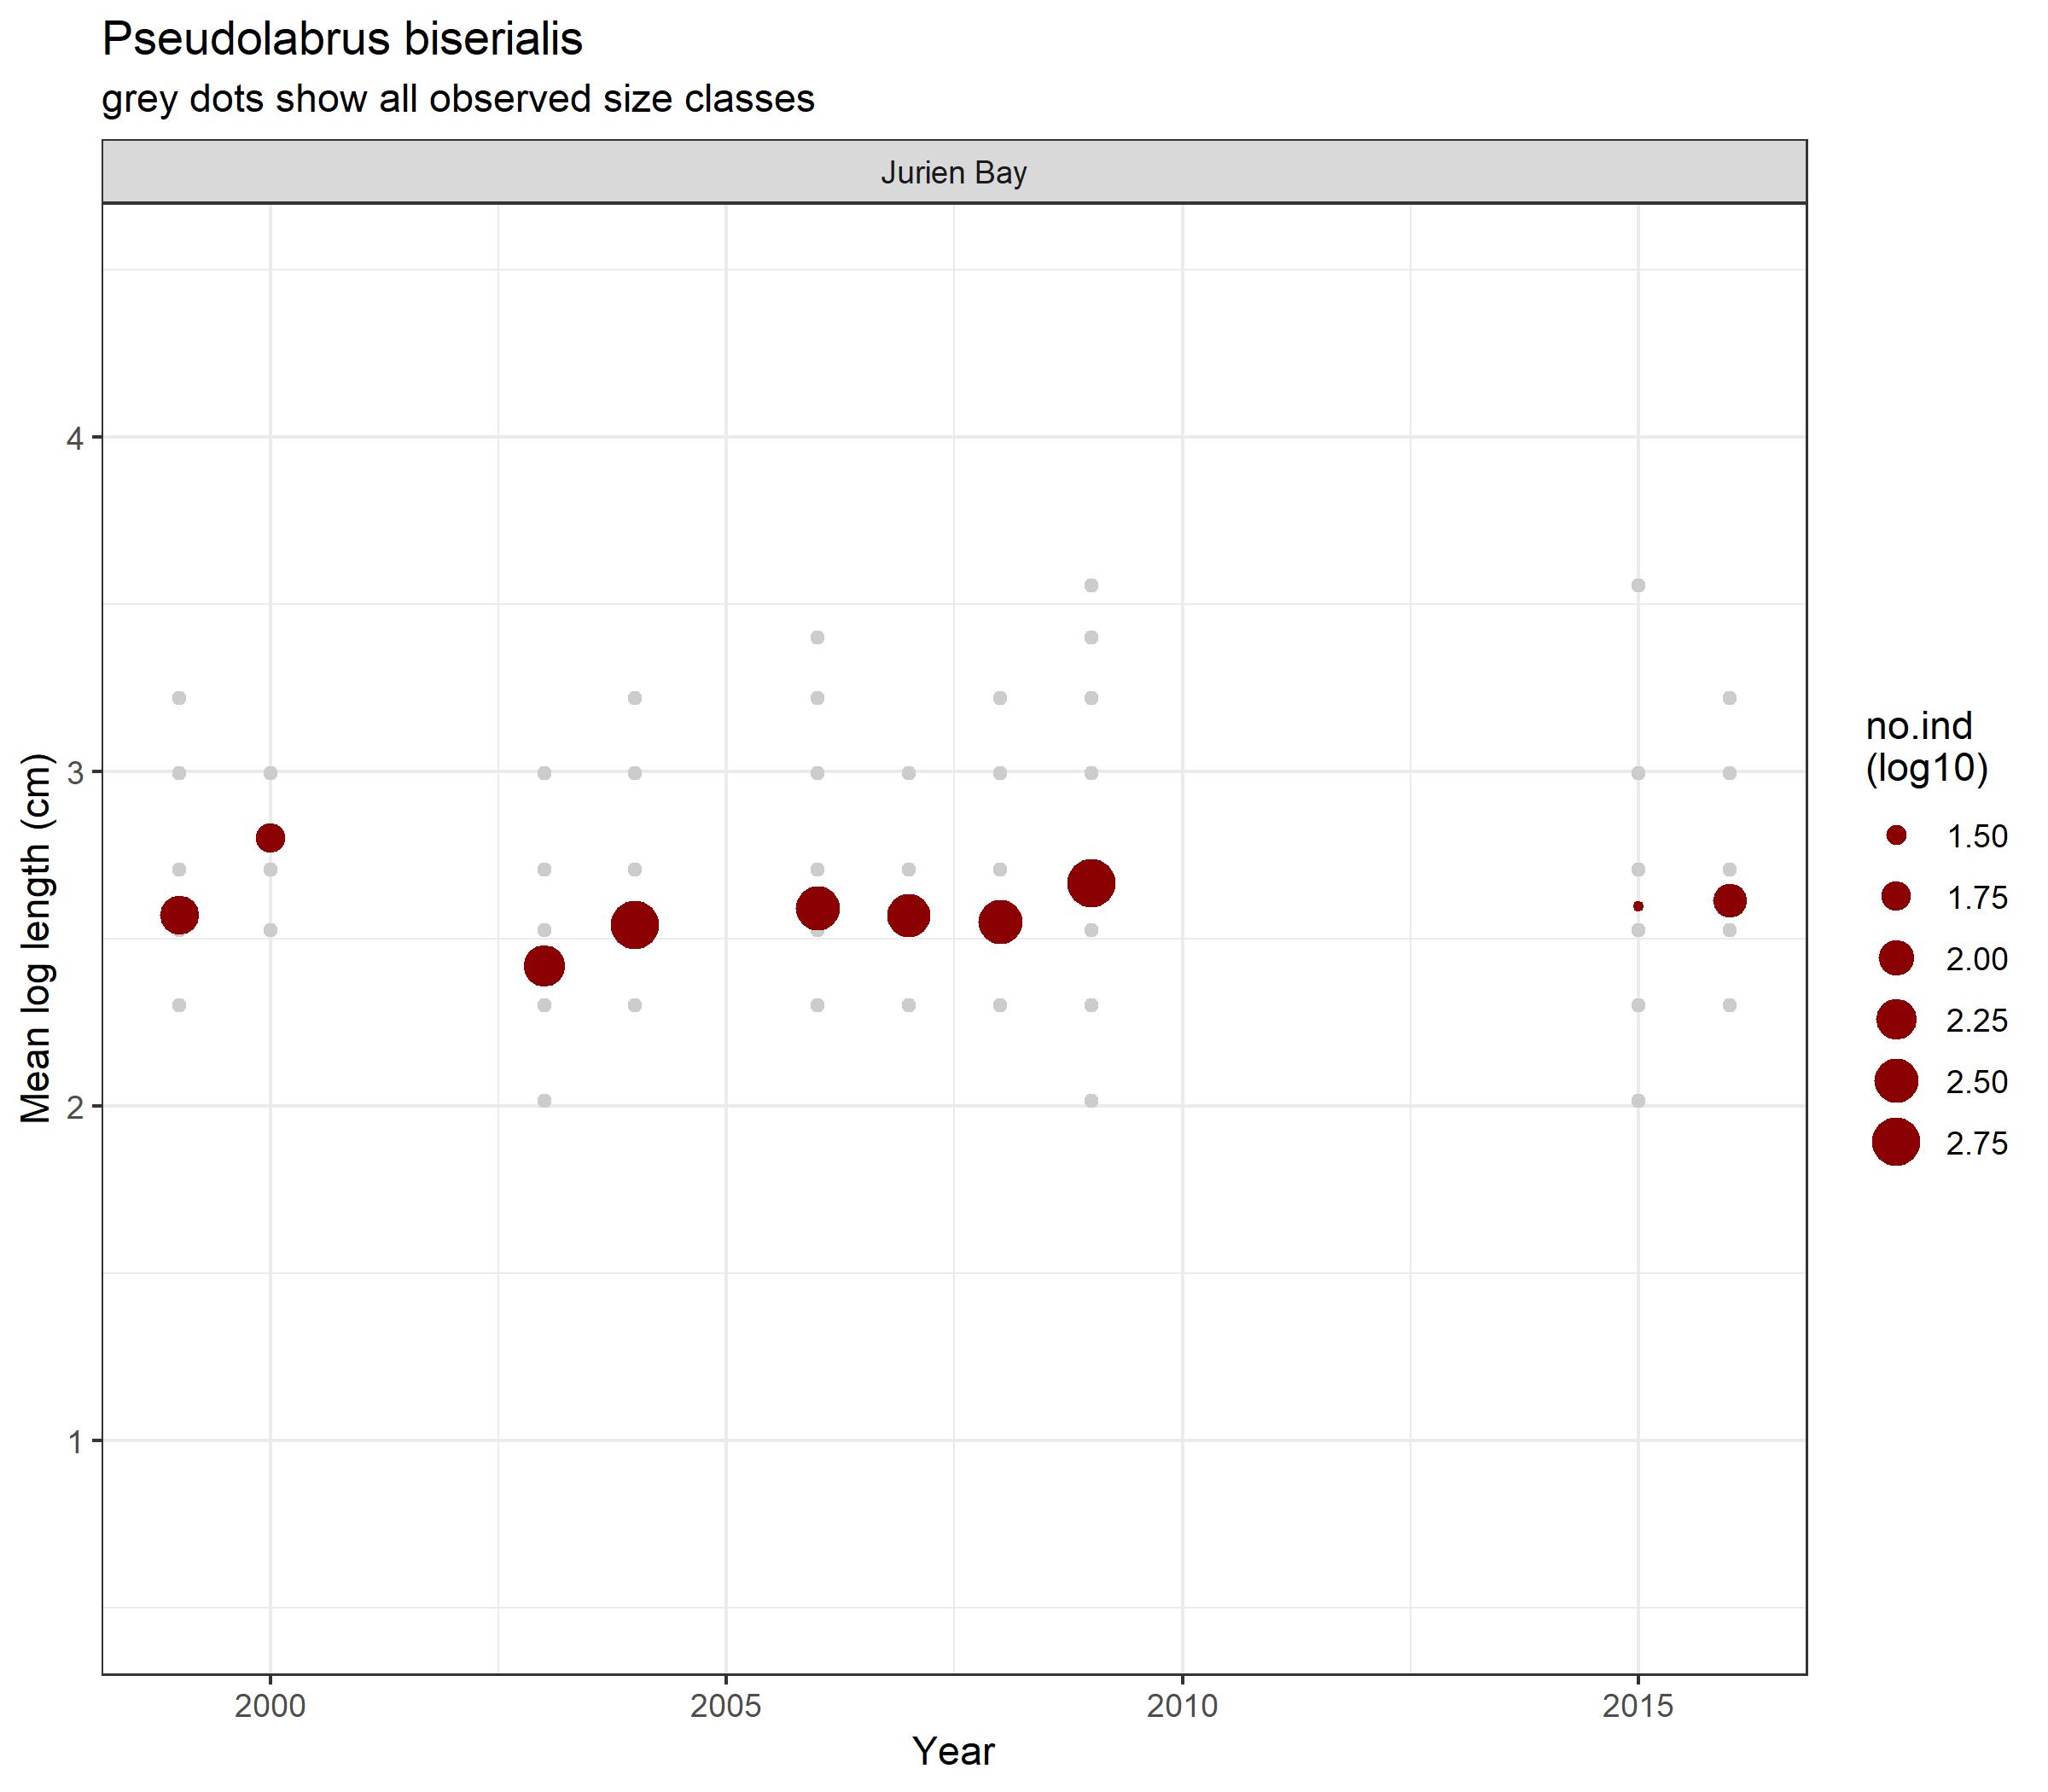 Pseudolabrus biserialis
grey dots show all observed size classes
Jurien Bay
Mean log length (cm)
4
3
2
1
2000
2005
2010
2015
Year
no.ind
(log10)
1.50
1.75
2.00
2.25
2.50
2.75